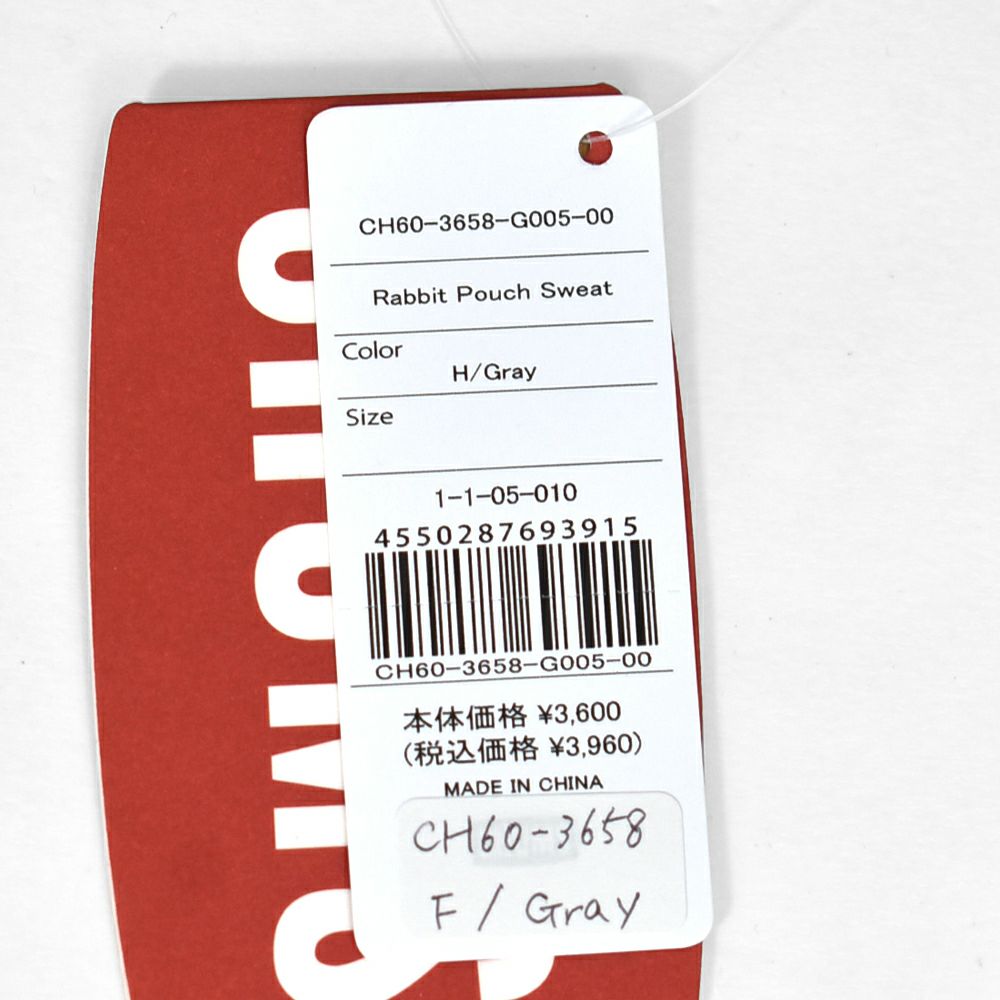 CH60-3658-G005-00
Rabbit Pouch Sweat
Color
H/Gray
Size
1-1-05-010
4550287693915
CH60-3658-G005-00
本体価格 ¥3,600
(税込価格 ¥3,960)
MADE IN CHINA
CH60-3658
F / Gray